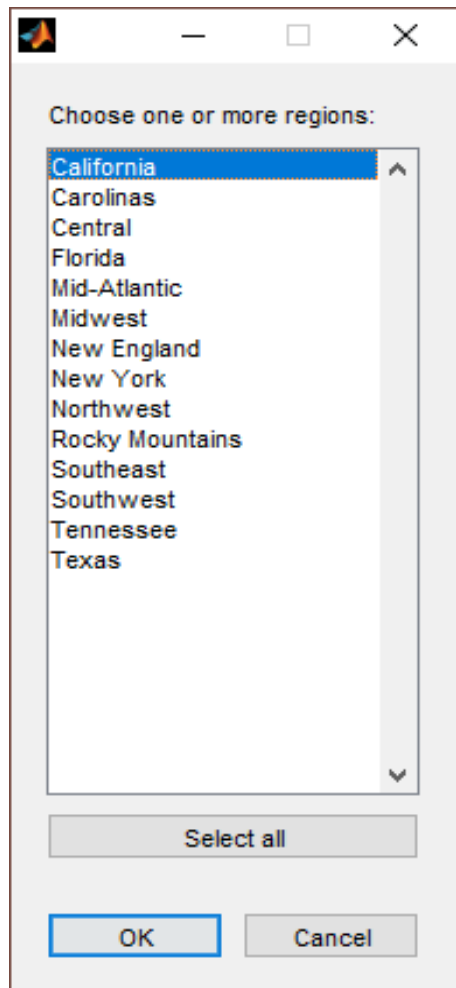 Choose one or more regions:
California
Carolinas
Central
Florida
Mid-Atlantic
Midwest
New England
New York
Northwest
Rocky Mountains
Southeast
Southwest
Tennessee
Texas
Select all
OK Cancel